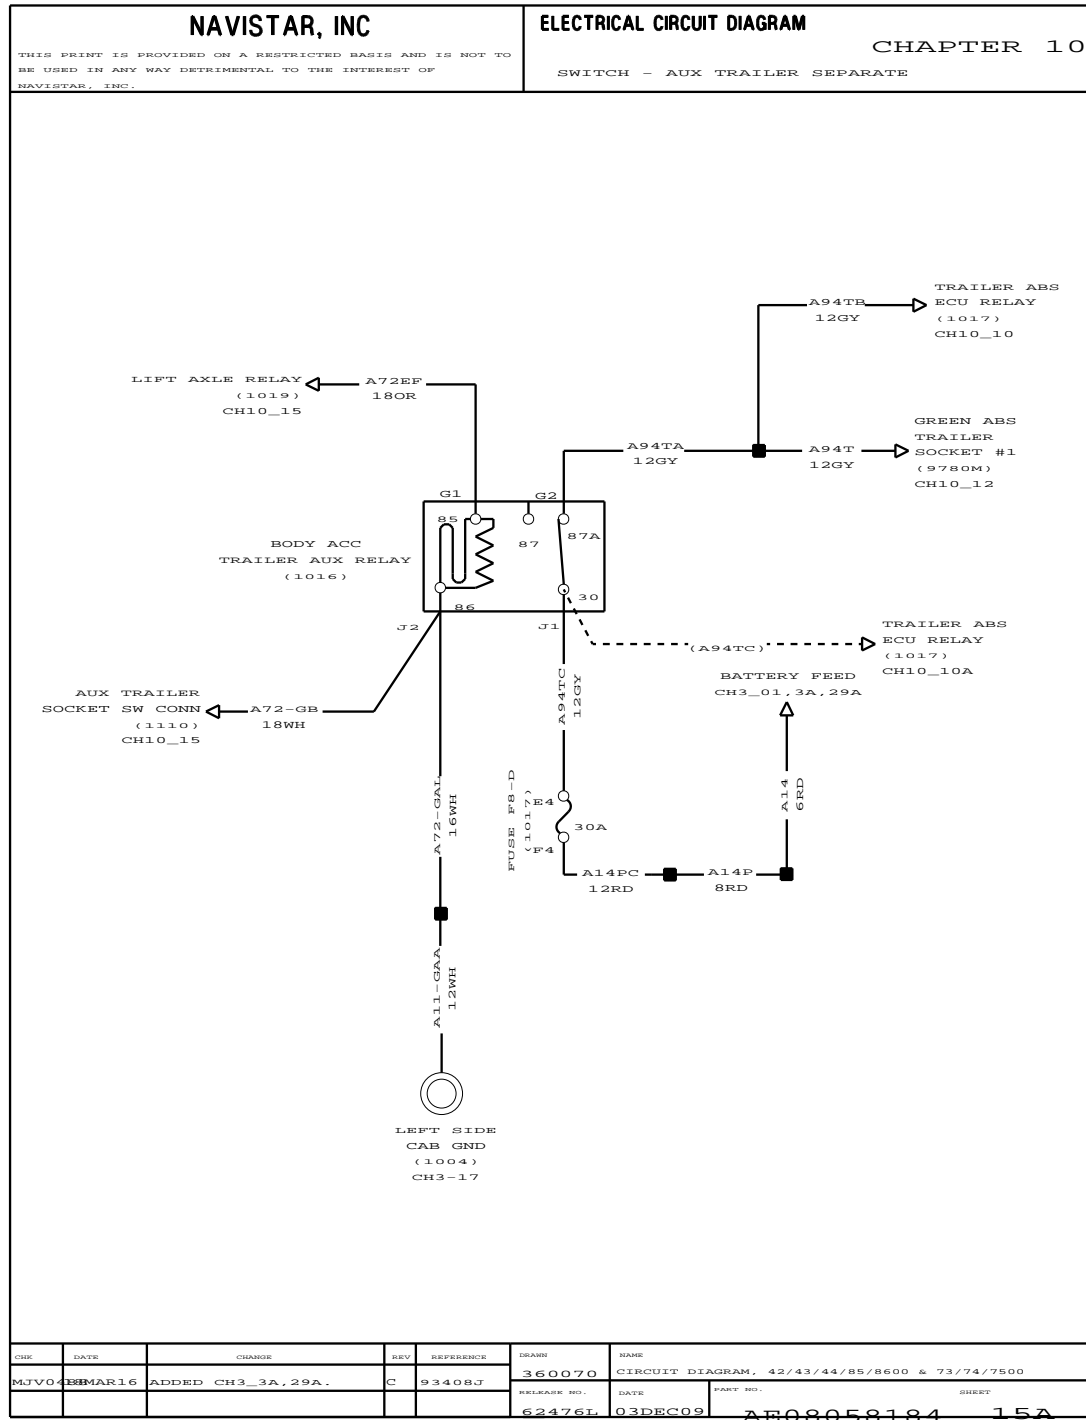 NAVISTAR, INC
THIS PRINT IS PROVIDED ON A RESTRICTED BASIS AND IS NOT TO
BE USED IN ANY WAY DETRIMENTAL TO THE INTEREST OF
NAVISTAR, INC.
ELECTRICAL CIRCUIT DIAGRAM
CHAPTER 10
SWITCH - AUX TRAILER SEPARATE
A94TB
12GY
TRAILER ABS
ECU RELAY
(1017)
CH10_10
LIFT AXLE RELAY
(1019)
CH10_15
A72EF
18OR
A94TA
12GY
A94T
12GY
GREEN ABS
TRAILER
SOCKET #1
(9780M)
CH10_12
G1
G2
85
87
87A
BODY ACC
TRAILER AUX RELAY
(1016)
86
30
J2
J1
(A94TC)
TRAILER ABS
ECU RELAY
(1017)
CH10_10A
A94TC
12GY
BATTERY FEED
CH3_01,3A,29A
AUX TRAILER
SOCKET SW CONN
(1110)
CH10_15
A72-GB
18WH
A72-GAL
16WH
FUSE F8-D
(1017)
E4
30A
F4
A14
6RD
A14PC
12RD
A14P
8RD
A11-GAA
12WH
LEFT SIDE
CAB GND
(1004)
CH3-17
CHK DATE CHANGE REV REFERENCE
MAR16 ADDED CH3_3A,29A. C 93408J
DRAWN
360070
NAME
CIRCUIT DIAGRAM, 42/43/44/85/8600 & 73/74/7500
RELEASE NO.
62476L
DATE
03DEC09
PART NO.
AE08058184
SHEET
15A